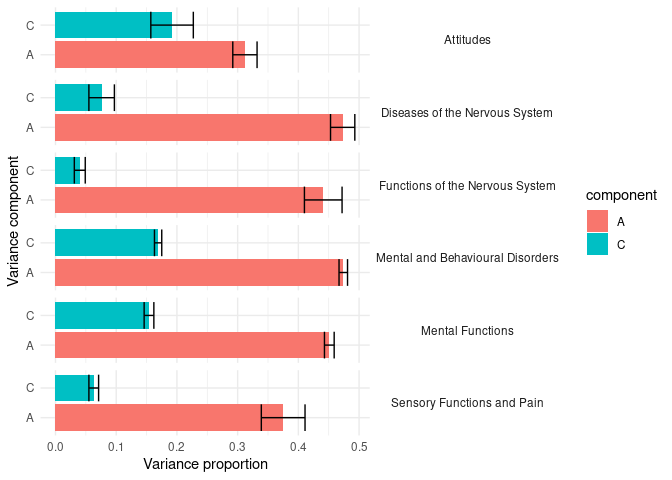 C
Attitudes
A
C
Diseases of the Nervous System
A
C
Functions of the Nervous System
A
C
Mental and Behavioural Disorders
A
C
Mental Functions
A
C
Sensory Functions and Pain
A
Variance component
0.0 0.1 0.2 0.3 0.4 0.5
Variance proportion
component
A
C